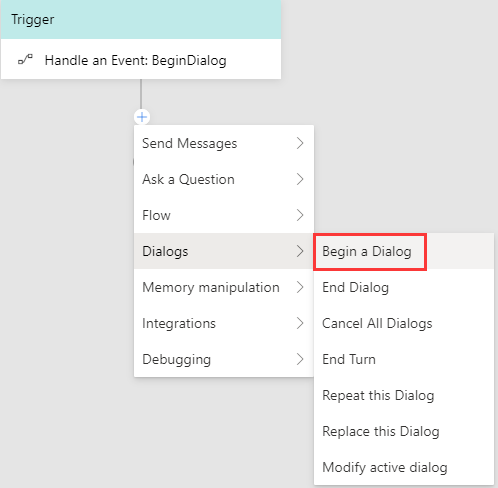 Trigger
Handle an Event: BeginDialog
Send Messages
Ask a Question
Flow
Dialogs
Memory manipulation
Integrations
Debugging
Begin a Dialog
End Dialog
Cancel All Dialogs
End Turn
Repeat this Dialog
Replace this Dialog
Modify active dialog